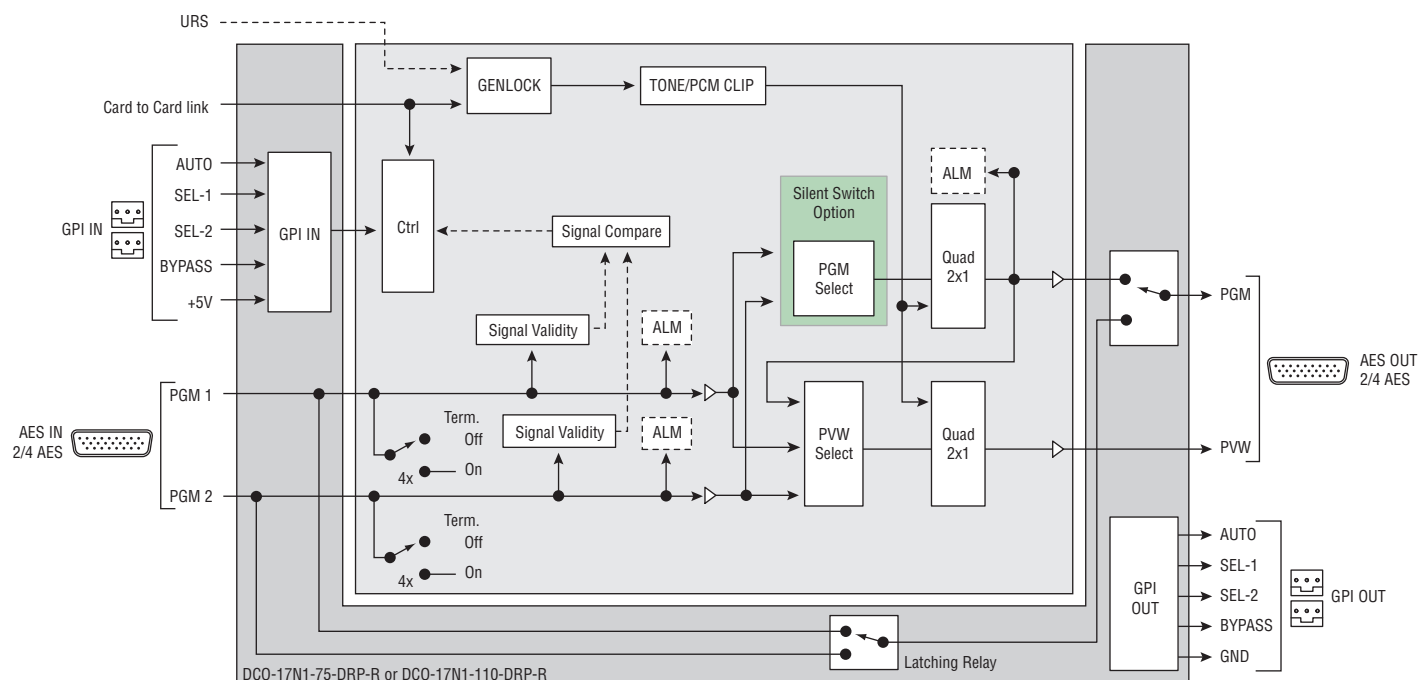 URS
Card to Card link
GENLOCK
TONE/PCM CLIP
AUTO
SEL-1
GPI IN
SEL-2
BYPASS
+5V
GPI IN
Ctrl
Signal Compare
Silent Switch
Option
PGM
Select
ALM
Quad
2x1
PGM
Signal Validity
ALM
AES IN
2/4 AES
PGM 1
PGM 2
Term.
Off
4x
On
Signal Validity
ALM
PVW
Select
Quad
2x1
PVW
AES OUT
2/4 AES
Term.
Off
4x
On
GPI
OUT
AUTO
SEL-1
SEL-2
BYPASS
GND
GPI OUT
Latching Relay
DCO-17N1-75-DRP-R or DCO-17N1-110-DRP-R